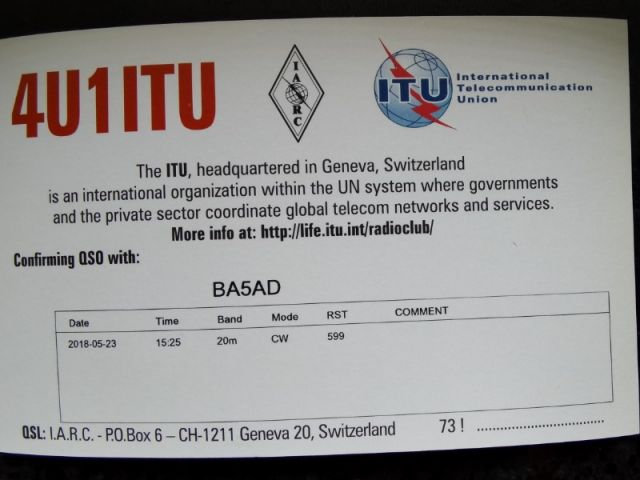 4U1ITU
IARC
ITU
International
Telecommunication
Union
The ITU, headquartered in Geneva, Switzerland
is an international organization within the UN system where governments
and the private sector coordinate global telecom networks and services.
More info at: http://life.itu.int/radioclub/
Confirming QSO with:
BA5AD
Date Time Band Mode RST COMMENT
2018-05-23 15:25 20m CW 599
QSL: I.A.R.C. - P.O.Box 6 – CH-1211 Geneva 20, Switzerland 73 ! ................................